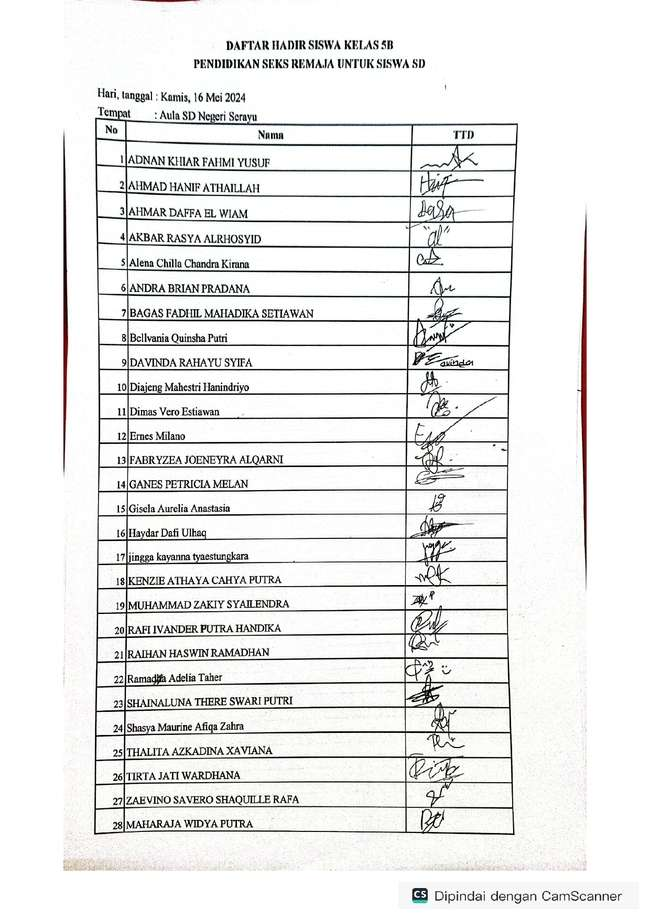 DAFTAR HADIR SISWA KELAS 5B
PENDIDIKAN SEKS REMAJA UNTUK SISWA SD
Hari, tanggal : Kamis, 16 Mei 2024
Tempat : Aula SD Negeri Serayu
No Nama TTD
1 ADNAN KHIAR FAHMI YUSUF
2 AHMAD HANIF ATHAILLAH Hanif
3 AHMAR DAFFA EL WIAM
4 AKBAR RASYA ALRHOSYID "al"
5 Alena Chilla Chandra Kirana
6 ANDRA BRIAN PRADANA
7 BAGAS FADHIL MAHADIKA SETIAWAN
8 Bellvania Quinsha Putri
9 DAVINDA RAHAYU SYIFA
10 Diajeng Mahestri Hanindriyo
11 Dimas Vero Estiawan
12 Ernes Milano
13 FABRYZEA JOENEYRA ALQARNI
14 GANES PETRICIA MELAN
15 Gisela Aurelia Anastasia
16 Haydar Dafi Ulhaq
17 jingga kayanna tyaestungkara
18 KENZIE ATHAYA CAHYA PUTRA
19 MUHAMMAD ZAKIY SYAILENDRA
20 RAFI IVANDER PUTRA HANDIKA
21 RAIHAN HASWIN RAMADHAN
22 Adelia Taher
23 SHAINALUNA THERE SWARI PUTRI
24 Shasya Maurine Afiqa Zahra
25 THALITA AZKADINA XAVIANA
26 TIRTA JATI WARDHANA
27 ZAEVINO SAVERO SHAQUILLE RAFA
28 MAHARAJA WIDYA PUTRA
CS Dipindai dengan CamScanner